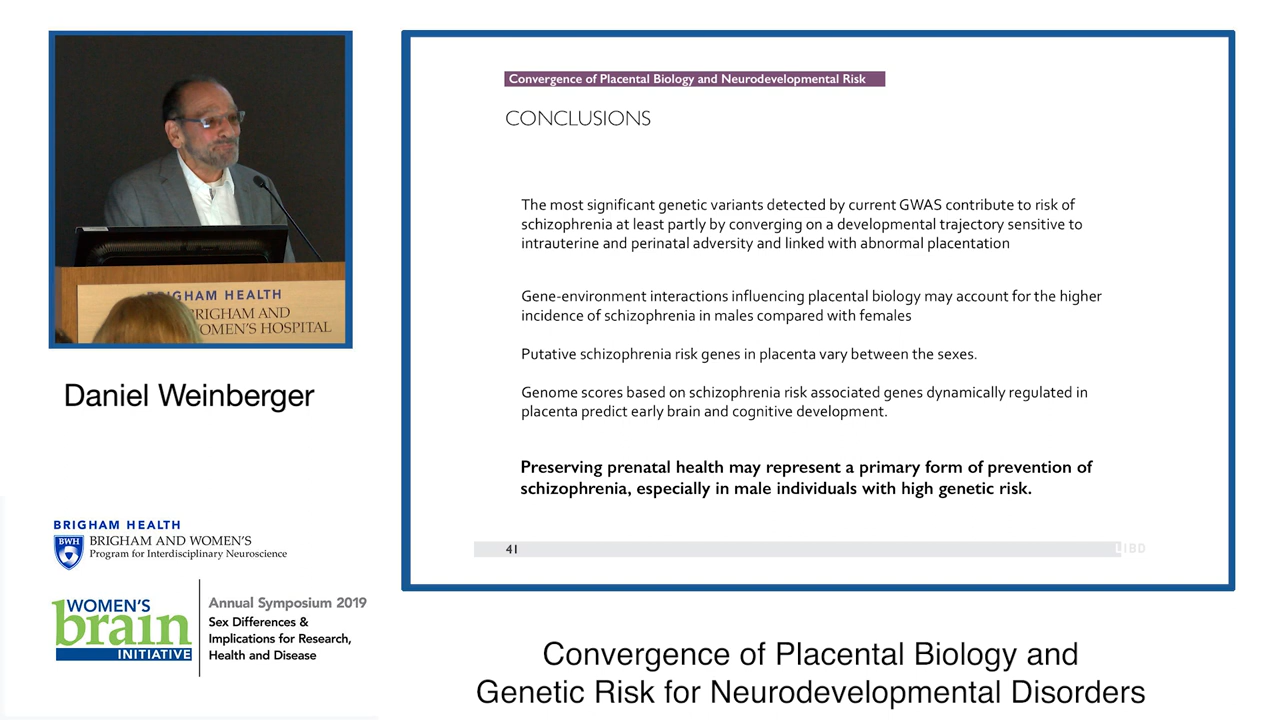 BRIGHAM HEALTH
BRIGHAM AND
WOMEN'S HOSPITAL
Daniel Weinberger
BRIGHAM HEALTH
BWH
BRIGHAM AND WOMEN'S
Program for Interdisciplinary Neuroscience
WOMEN'S
brain
INITIATIVE
Annual Symposium 2019
Sex Differences &
Implications for Research,
Health and Disease
Convergence of Placental Biology and Neurodevelopmental Risk
CONCLUSIONS
The most significant genetic variants detected by current GWAS contribute to risk of
schizophrenia at least partly by converging on a developmental trajectory sensitive to
intrauterine and perinatal adversity and linked with abnormal placentation
Gene-environment interactions influencing placental biology may account for the higher
incidence of schizophrenia in males compared with females
Putative schizophrenia risk genes in placenta vary between the sexes.
Genome scores based on schizophrenia risk associated genes dynamically regulated in
placenta predict early brain and cognitive development.
Preserving prenatal health may represent a primary form of prevention of
schizophrenia, especially in male individuals with high genetic risk.
41
LIBD
Convergence of Placental Biology and
Genetic Risk for Neurodevelopmental Disorders